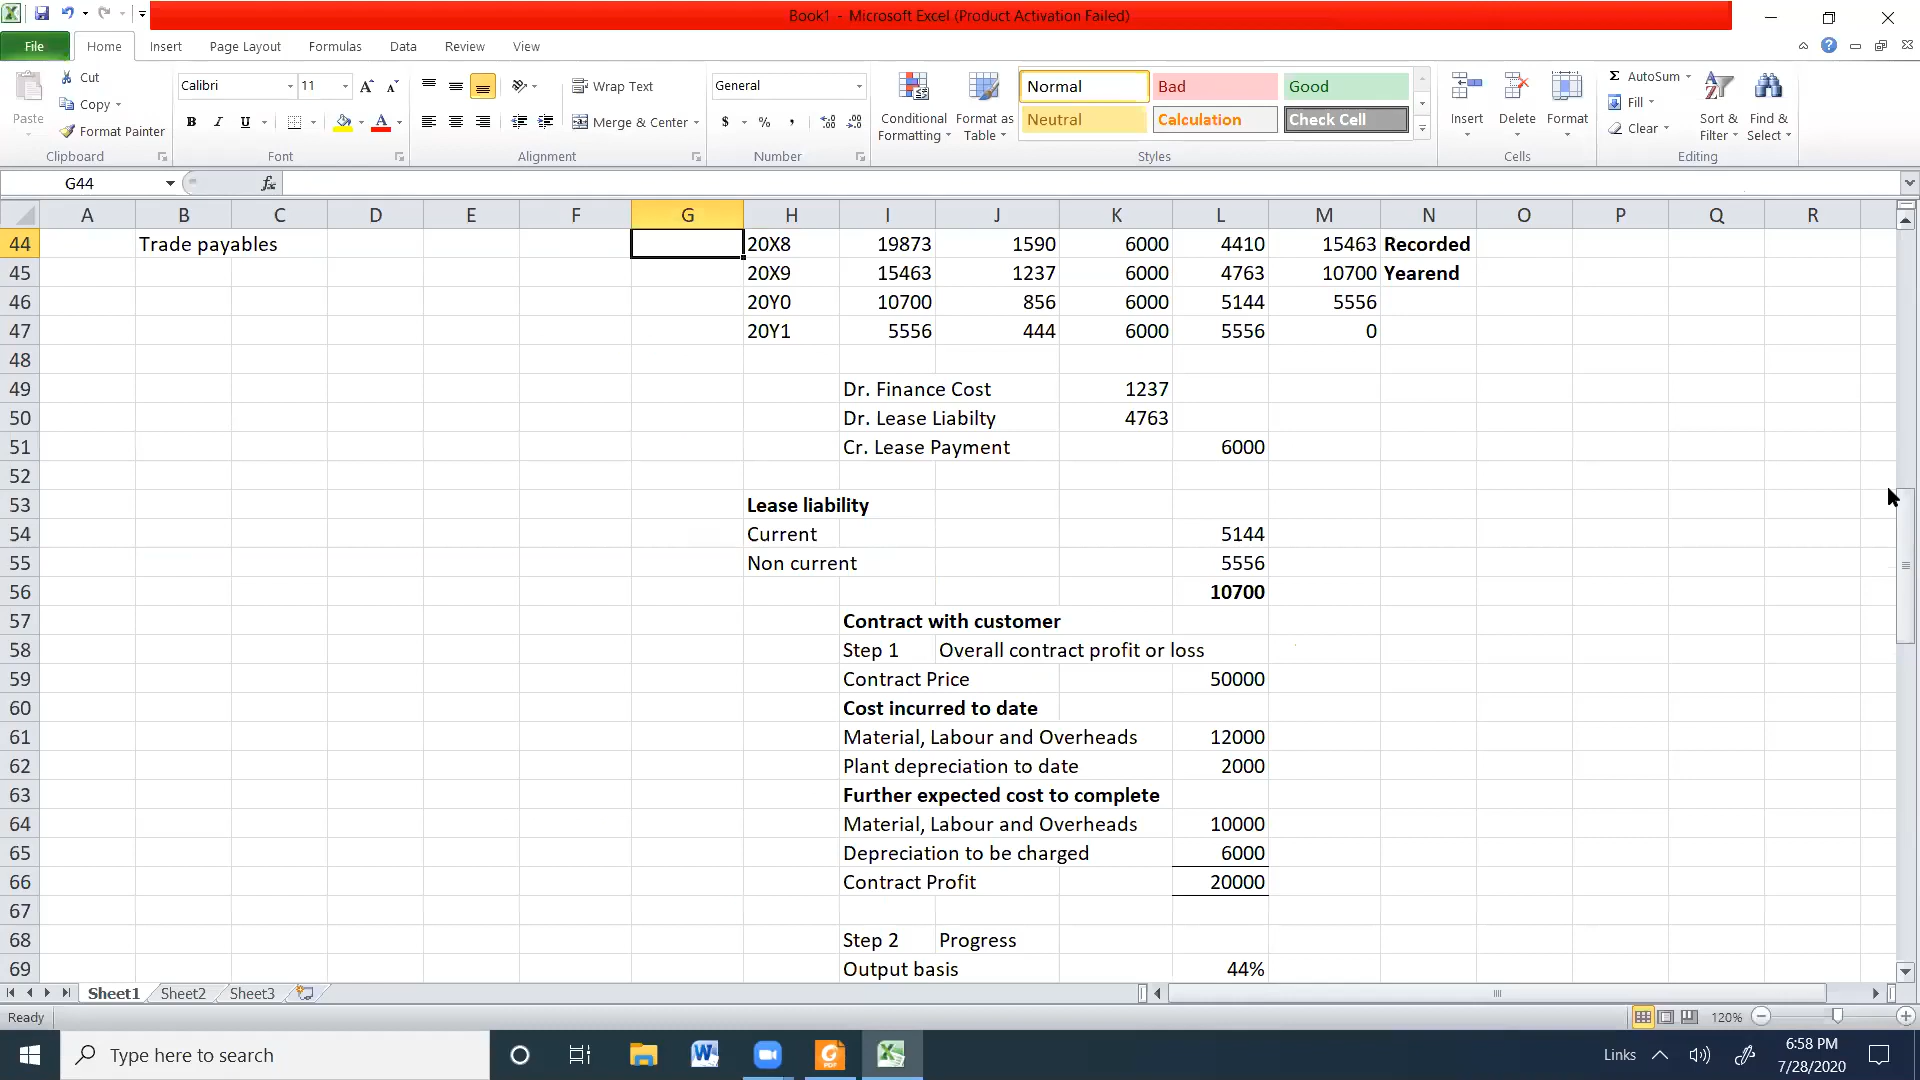 Book1 - Microsoft Excel (Product Activation Failed)
File Home Insert Page Layout Formulas Data Review View
Paste Cut Copy Format Painter Clipboard
Calibri 11 B I U Font
Wrap Text Merge & Center Alignment
General $ % , Number
Conditional Formatting Format as Table Normal Bad Good Neutral Calculation Check Cell Styles
Insert Delete Format Cells
Σ AutoSum Fill Clear Sort & Filter Find & Select Editing
G44 fx
A B C D E F G H I J K L M N O P Q R
44 Trade payables 20X8 19873 1590 6000 4410 15463 Recorded
45 20X9 15463 1237 6000 4763 10700 Yearend
46 20Y0 10700 856 6000 5144 5556
47 20Y1 5556 444 6000 5556 0
48
49 Dr. Finance Cost 1237
50 Dr. Lease Liabilty 4763
51 Cr. Lease Payment 6000
52
53 Lease liability
54 Current 5144
55 Non current 5556
56 10700
57 Contract with customer
58 Step 1 Overall contract profit or loss
59 Contract Price 50000
60 Cost incurred to date
61 Material, Labour and Overheads 12000
62 Plant depreciation to date 2000
63 Further expected cost to complete
64 Material, Labour and Overheads 10000
65 Depreciation to be charged 6000
66 Contract Profit 20000
67
68 Step 2 Progress
69 Output basis 44%
Sheet1 Sheet2 Sheet3
Ready 120%
Type here to search Links 6:58 PM
7/28/2020